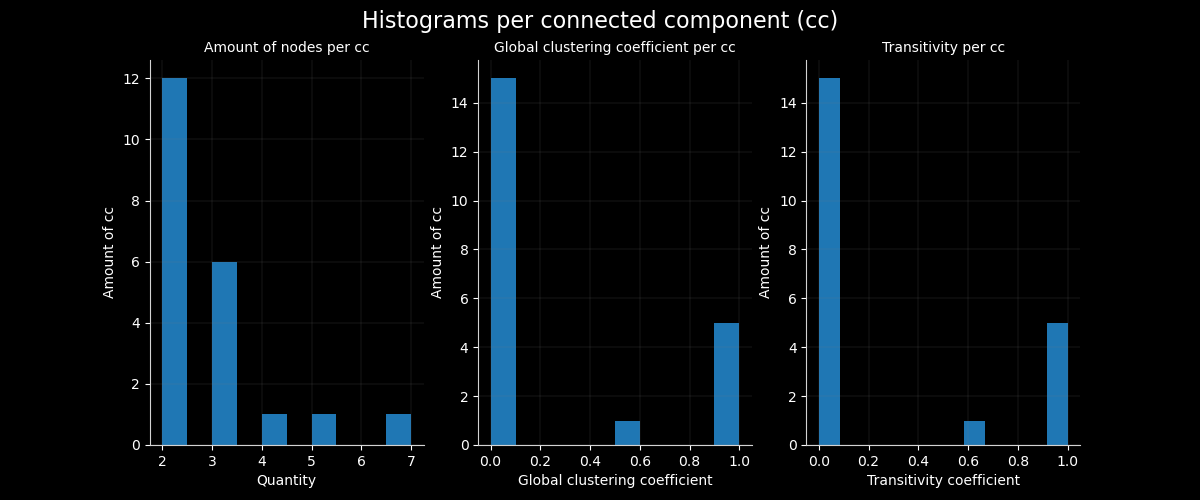 Histograms per connected component (cc)
Amount of nodes per cc
Global clustering coefficient per cc
Transitivity per cc
Amount of cc
12
10
8
6
4
2
0
2 3 4 5 6 7
Quantity
Amount of cc
14
12
10
8
6
4
2
0
0.0 0.2 0.4 0.6 0.8 1.0
Global clustering coefficient
Amount of cc
14
12
10
8
6
4
2
0
0.0 0.2 0.4 0.6 0.8 1.0
Transitivity coefficient